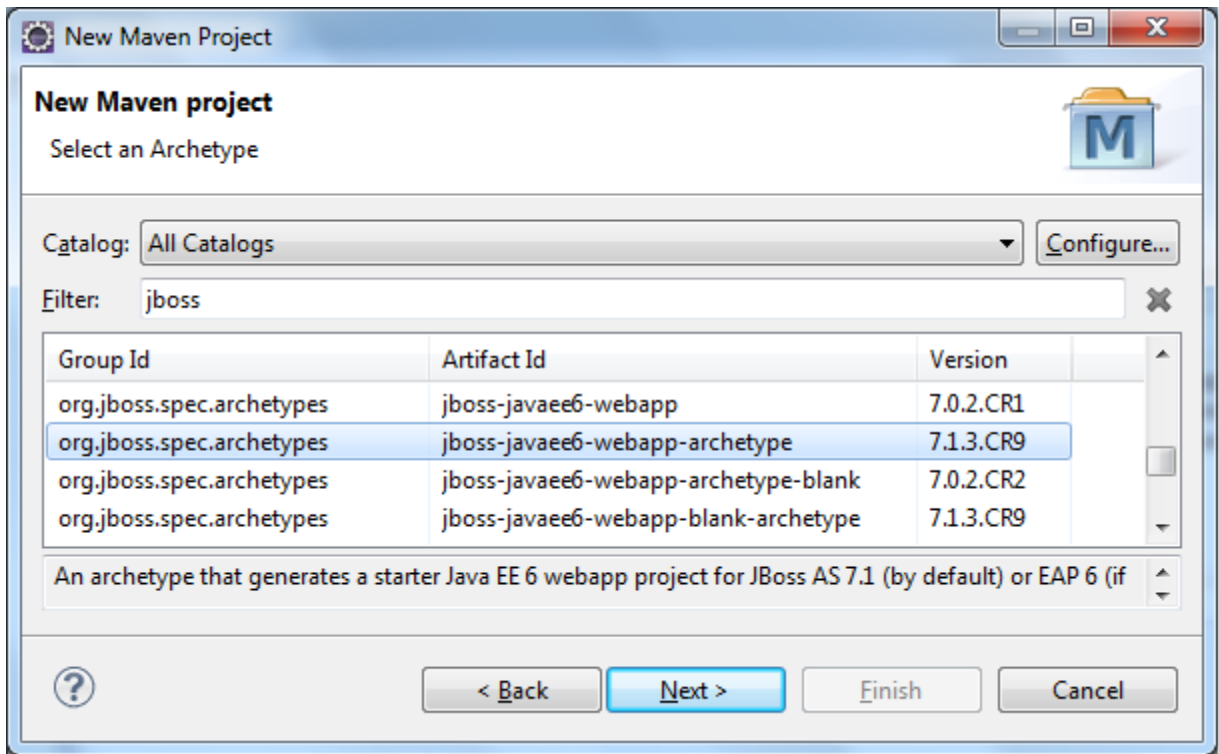 New Maven Project
New Maven project
Select an Archetype
M
Catalog: All Catalogs Configure...
Filter: jboss
Group Id Artifact Id Version
org.jboss.spec.archetypes jboss-javaee6-webapp 7.0.2.CR1
org.jboss.spec.archetypes jboss-javaee6-webapp-archetype 7.1.3.CR9
org.jboss.spec.archetypes jboss-javaee6-webapp-archetype-blank 7.0.2.CR2
org.jboss.spec.archetypes jboss-javaee6-webapp-blank-archetype 7.1.3.CR9
An archetype that generates a starter Java EE 6 webapp project for JBoss AS 7.1 (by default) or EAP 6 (if
? < Back Next > Finish Cancel